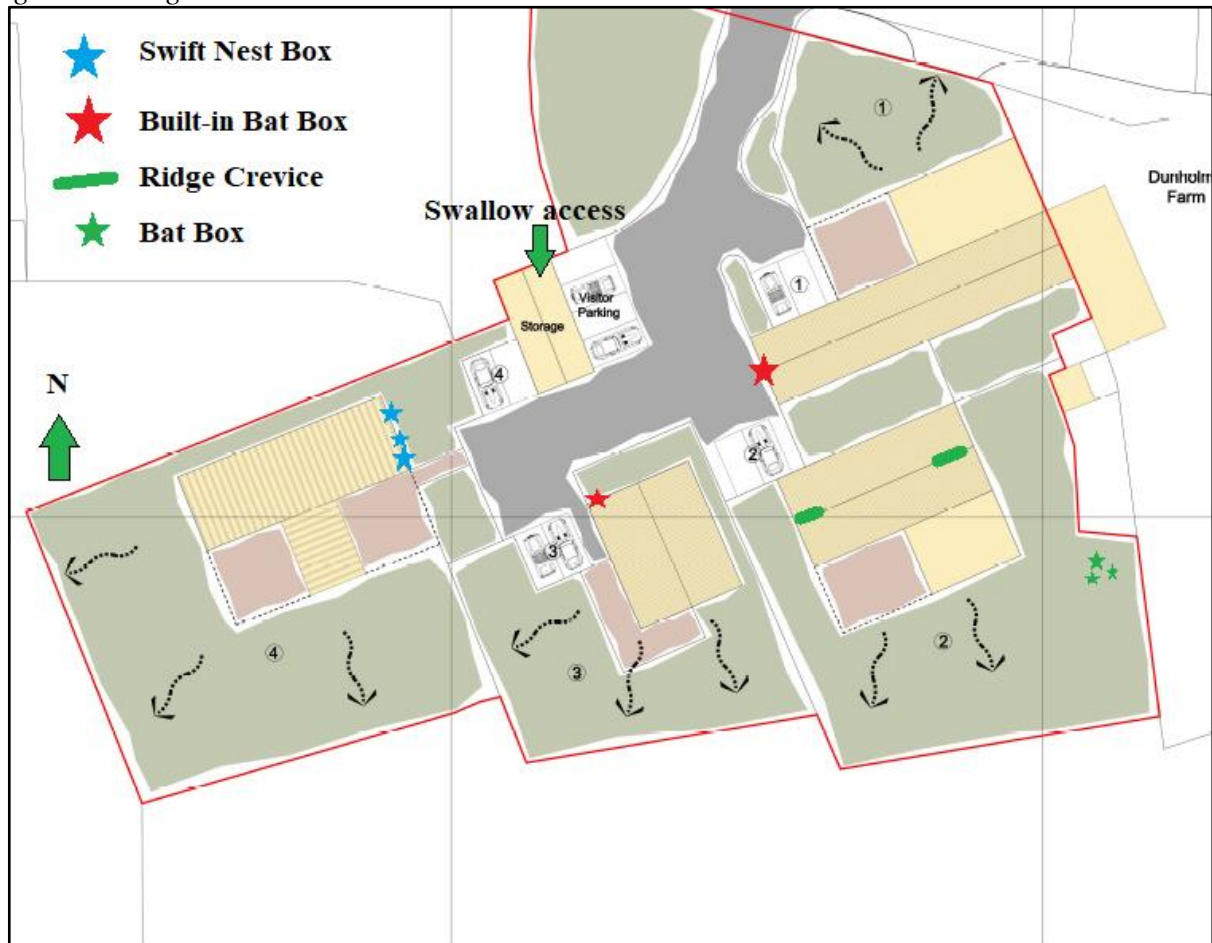 Swift Nest Box
Built-in Bat Box
Ridge Crevice
Bat Box
Swallow access
N
Dunholm
Farm
Visitor
Parking
Storage
①
①
②
②
③
③
④
④